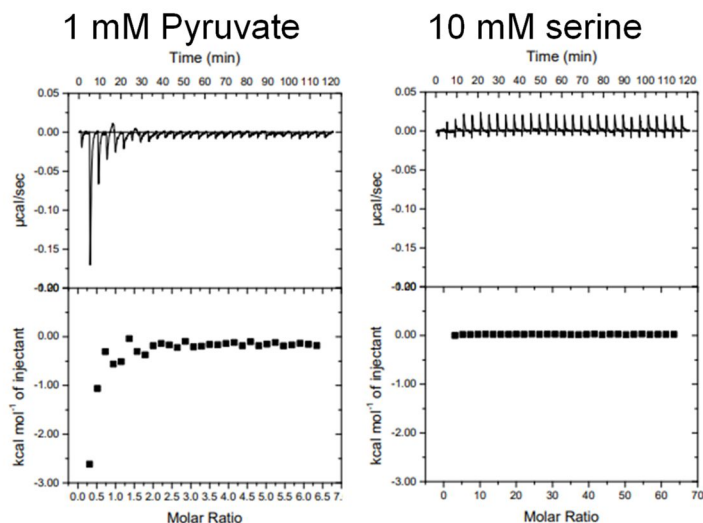 1 mM Pyruvate
Time (min)
0 10 20 30 40 50 60 70 80 90 100 110 120
0.05
0.00
-0.05
-0.10
-0.15
µcal/sec
0.00
-1.00
-2.00
-3.00
kcal mol⁻¹ of injectant
0.0 0.5 1.0 1.5 2.0 2.5 3.0 3.5 4.0 4.5 5.0 5.5 6.0 6.5 7.
Molar Ratio
10 mM serine
Time (min)
0 10 20 30 40 50 60 70 80 90 100 110 120
0.05
0.00
-0.05
-0.10
-0.15
µcal/sec
0.00
-1.00
-2.00
-3.00
kcal mol⁻¹ of injectant
0 10 20 30 40 50 60 70
Molar Ratio